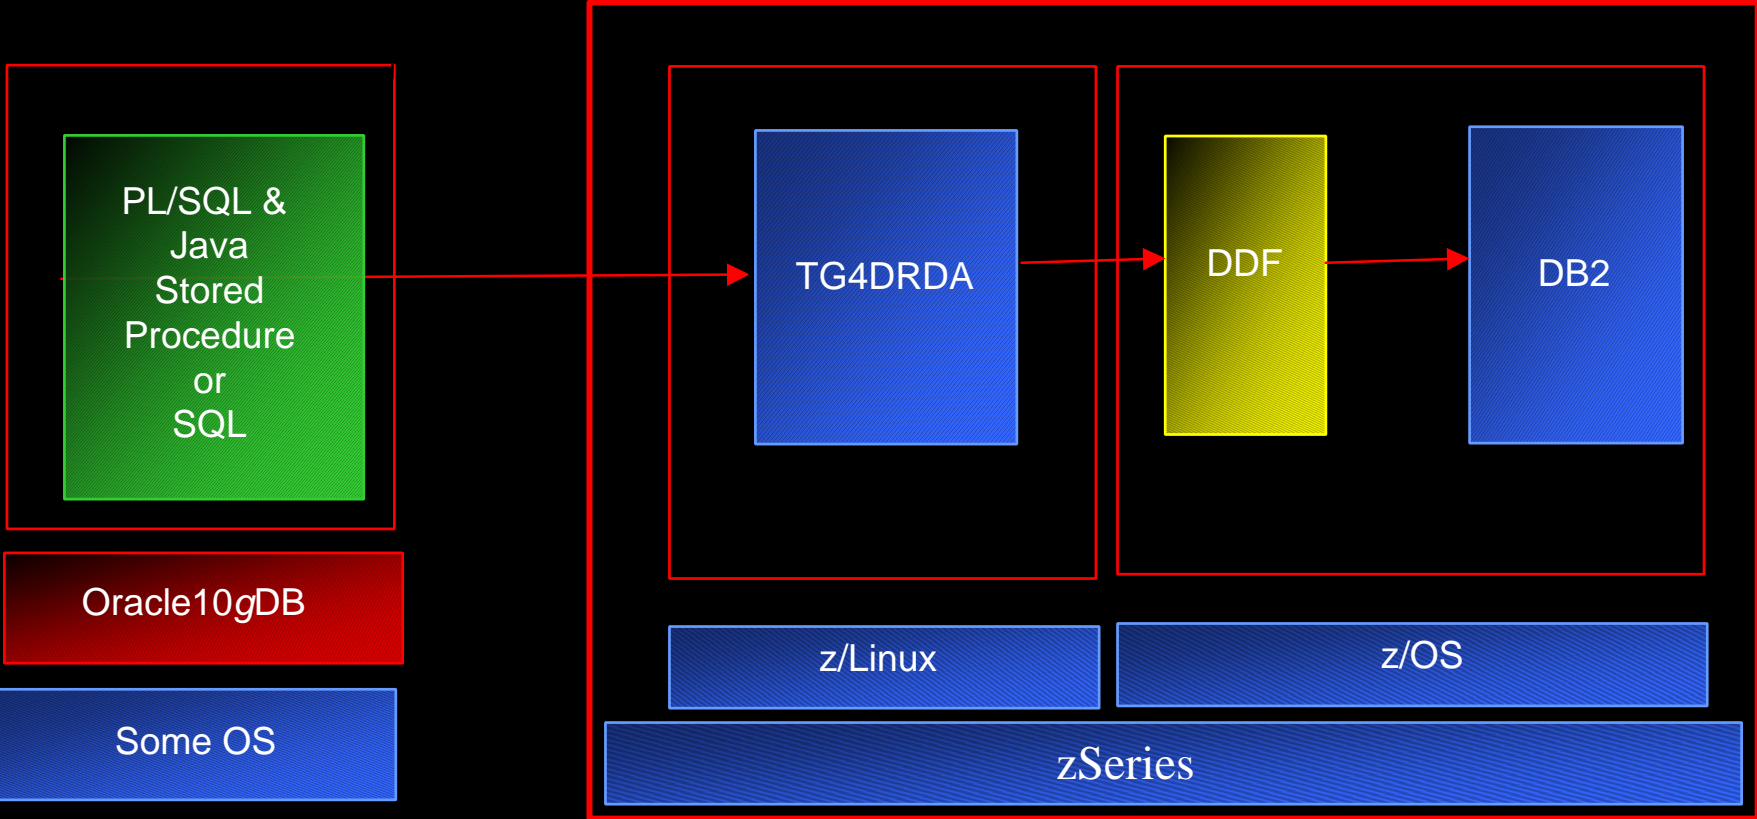 PL/SQL &
Java
Stored
Procedure
or
SQL
TG4DRDA
DDF
DB2
Oracle10gDB
z/Linux
z/OS
Some OS
zSeries